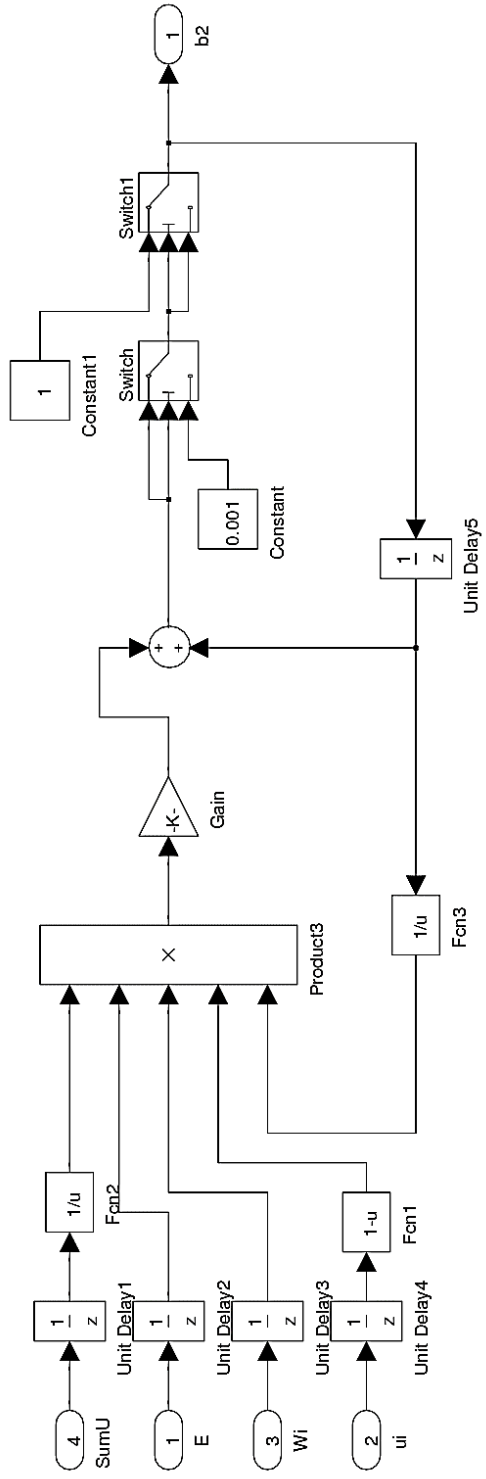 4
SumU
1
z
Unit Delay1
1/u
Fcn2
1
E
1
z
Unit Delay2
3
Wi
1
z
Unit Delay3
2
ui
1
z
Unit Delay4
1-u
Fcn1
×
Product3
-K-
Gain
+
+
0.001
Constant
Switch
1
Constant1
Switch1
1
b2
1
z
Unit Delay5
1/u
Fcn3